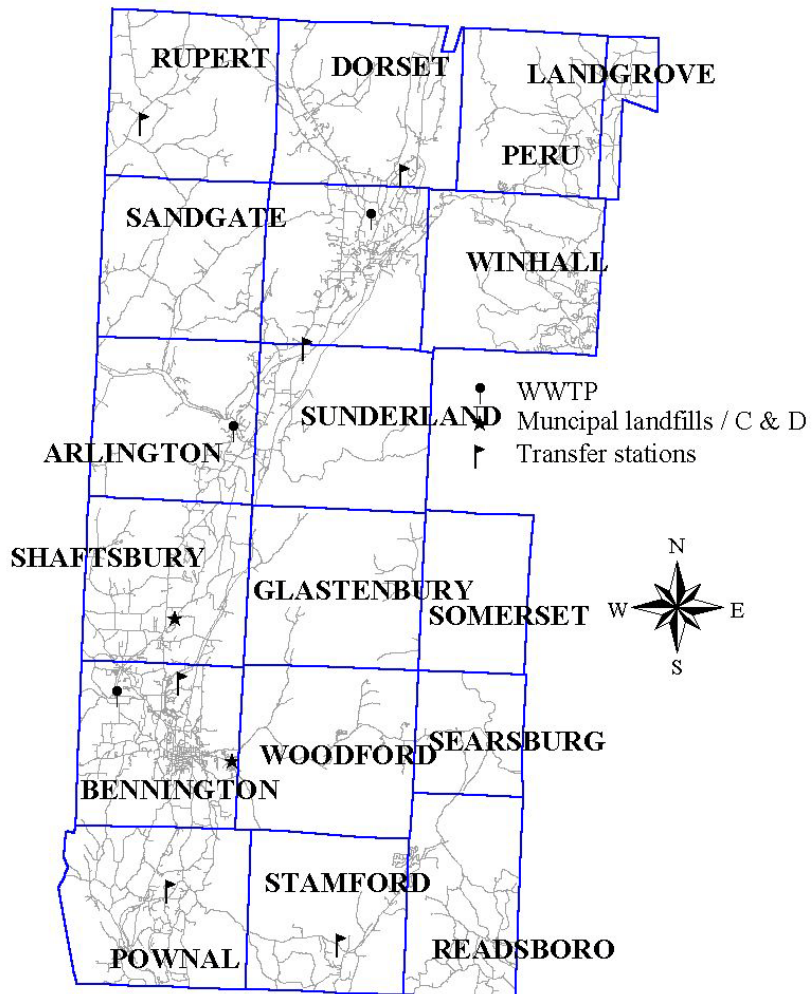 RUPERT
DORSET
LANDGROVE
PERU
SANDGATE
WINHALL
WWTP
SUNDERLAND
Muncipal landfills / C & D
ARLINGTON
Transfer stations
SHAFTSBURY
GLASTENBURY
SOMERSET
N
W
E
S
WOODFORD
SEARSBURG
BENNINGTON
STAMFORD
READSBORO
POWNAL